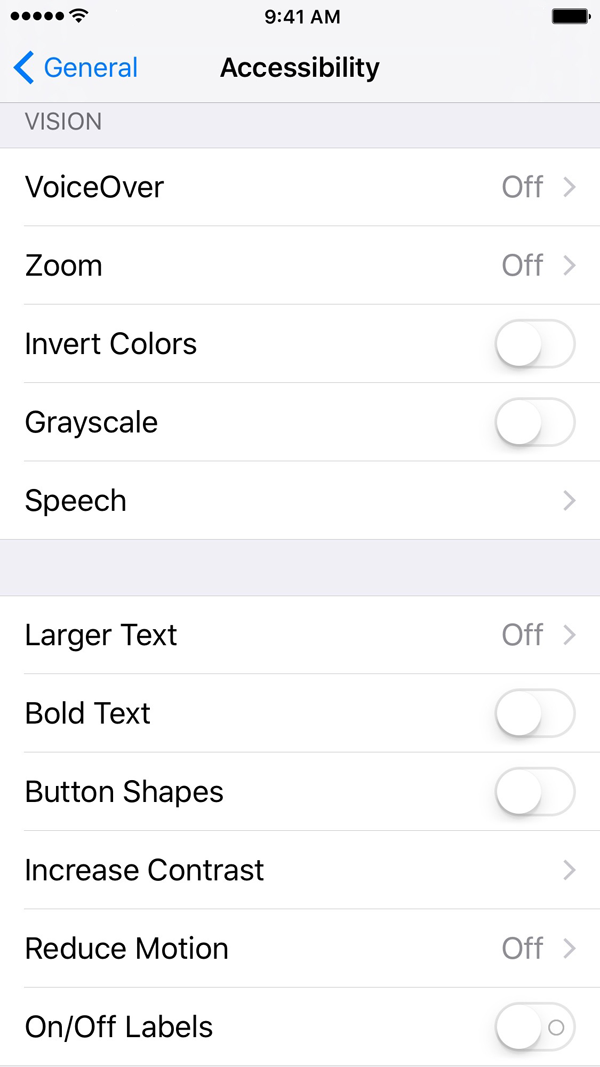 9:41 AM
General Accessibility
VISION
VoiceOver Off
Zoom Off
Invert Colors
Grayscale
Speech
Larger Text Off
Bold Text
Button Shapes
Increase Contrast
Reduce Motion Off
On/Off Labels